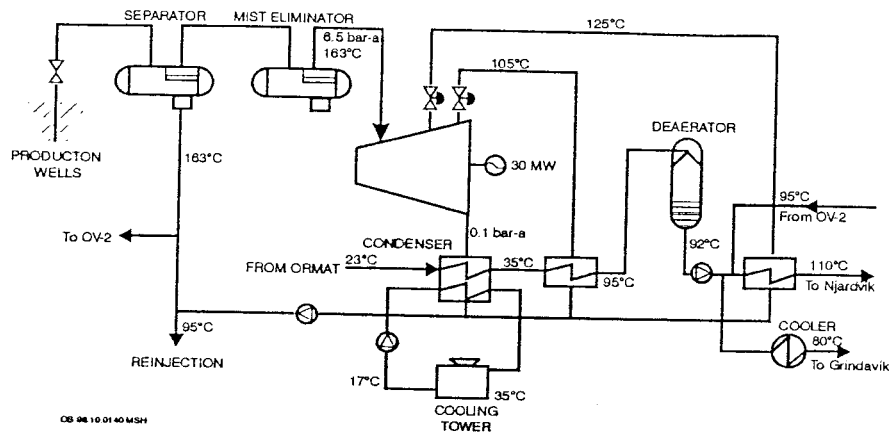 SEPARATOR
MIST ELIMINATOR
6.5 bar-a
163°C
125°C
105°C
DEAERATOR
PRODUCTON
WELLS
163°C
30 MW
95°C
From OV-2
To OV-2
0.1 bar-a
CONDENSER
92°C
FROM ORMAT
23°C
35°C
95°C
110°C
To Njardvik
95°C
REINJECTION
COOLER
80°C
To Grindavik
17°C
35°C
COOLING
TOWER
OB 98.10.0140 MSH